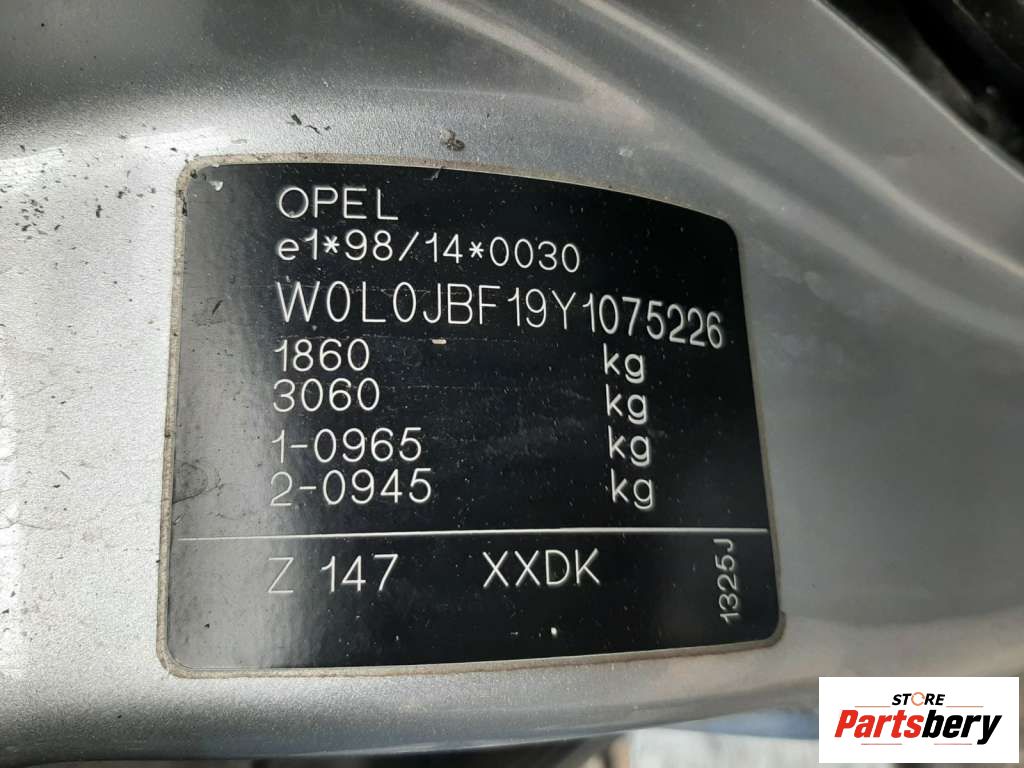 OPEL
e1*98/14*0030
W0L0JBF19Y1075226
1860 kg
3060 kg
1-0965 kg
2-0945 kg
Z 147 XXDK
1325J
STORE
Partsbery